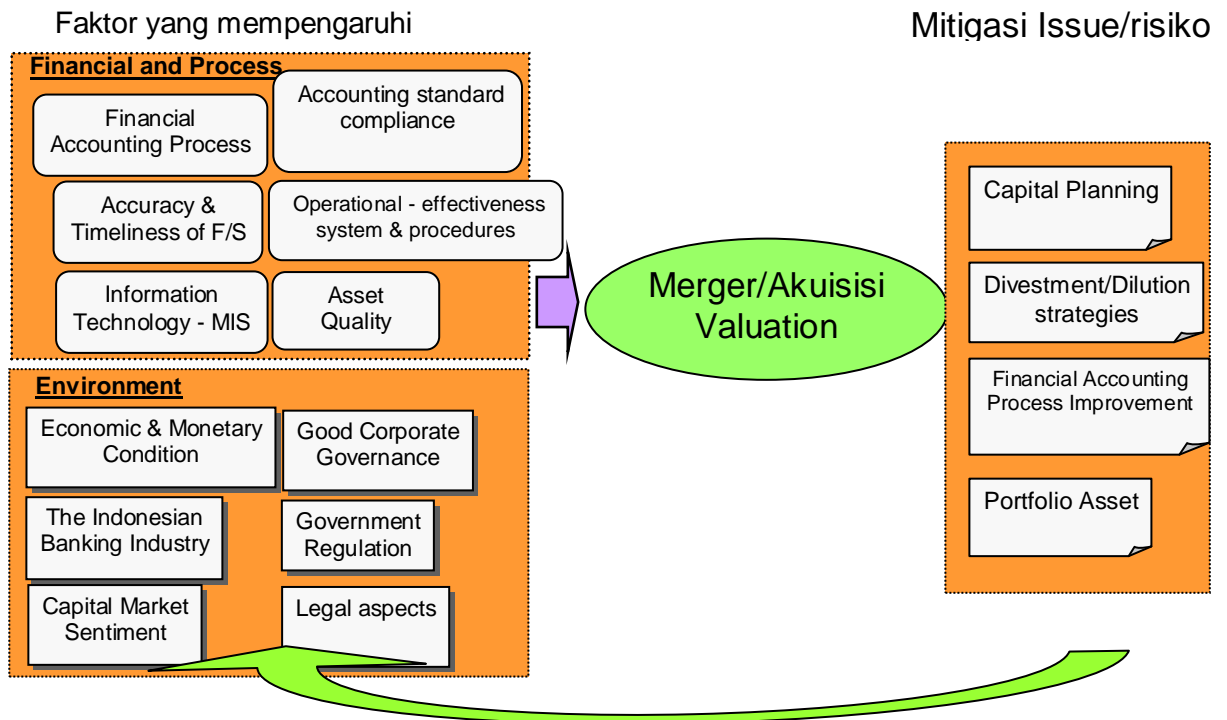 Faktor yang mempengaruhi
Mitigasi Issue/risiko
Financial and Process
Financial
Accounting Process
Accounting standard
compliance
Accuracy &
Timeliness of F/S
Operational - effectiveness
system & procedures
Information
Technology - MIS
Asset
Quality
Environment
Economic & Monetary
Condition
Good Corporate
Governance
The Indonesian
Banking Industry
Government
Regulation
Capital Market
Sentiment
Legal aspects
Merger/Akuisisi
Valuation
Capital Planning
Divestment/Dilution
strategies
Financial Accounting
Process Improvement
Portfolio Asset